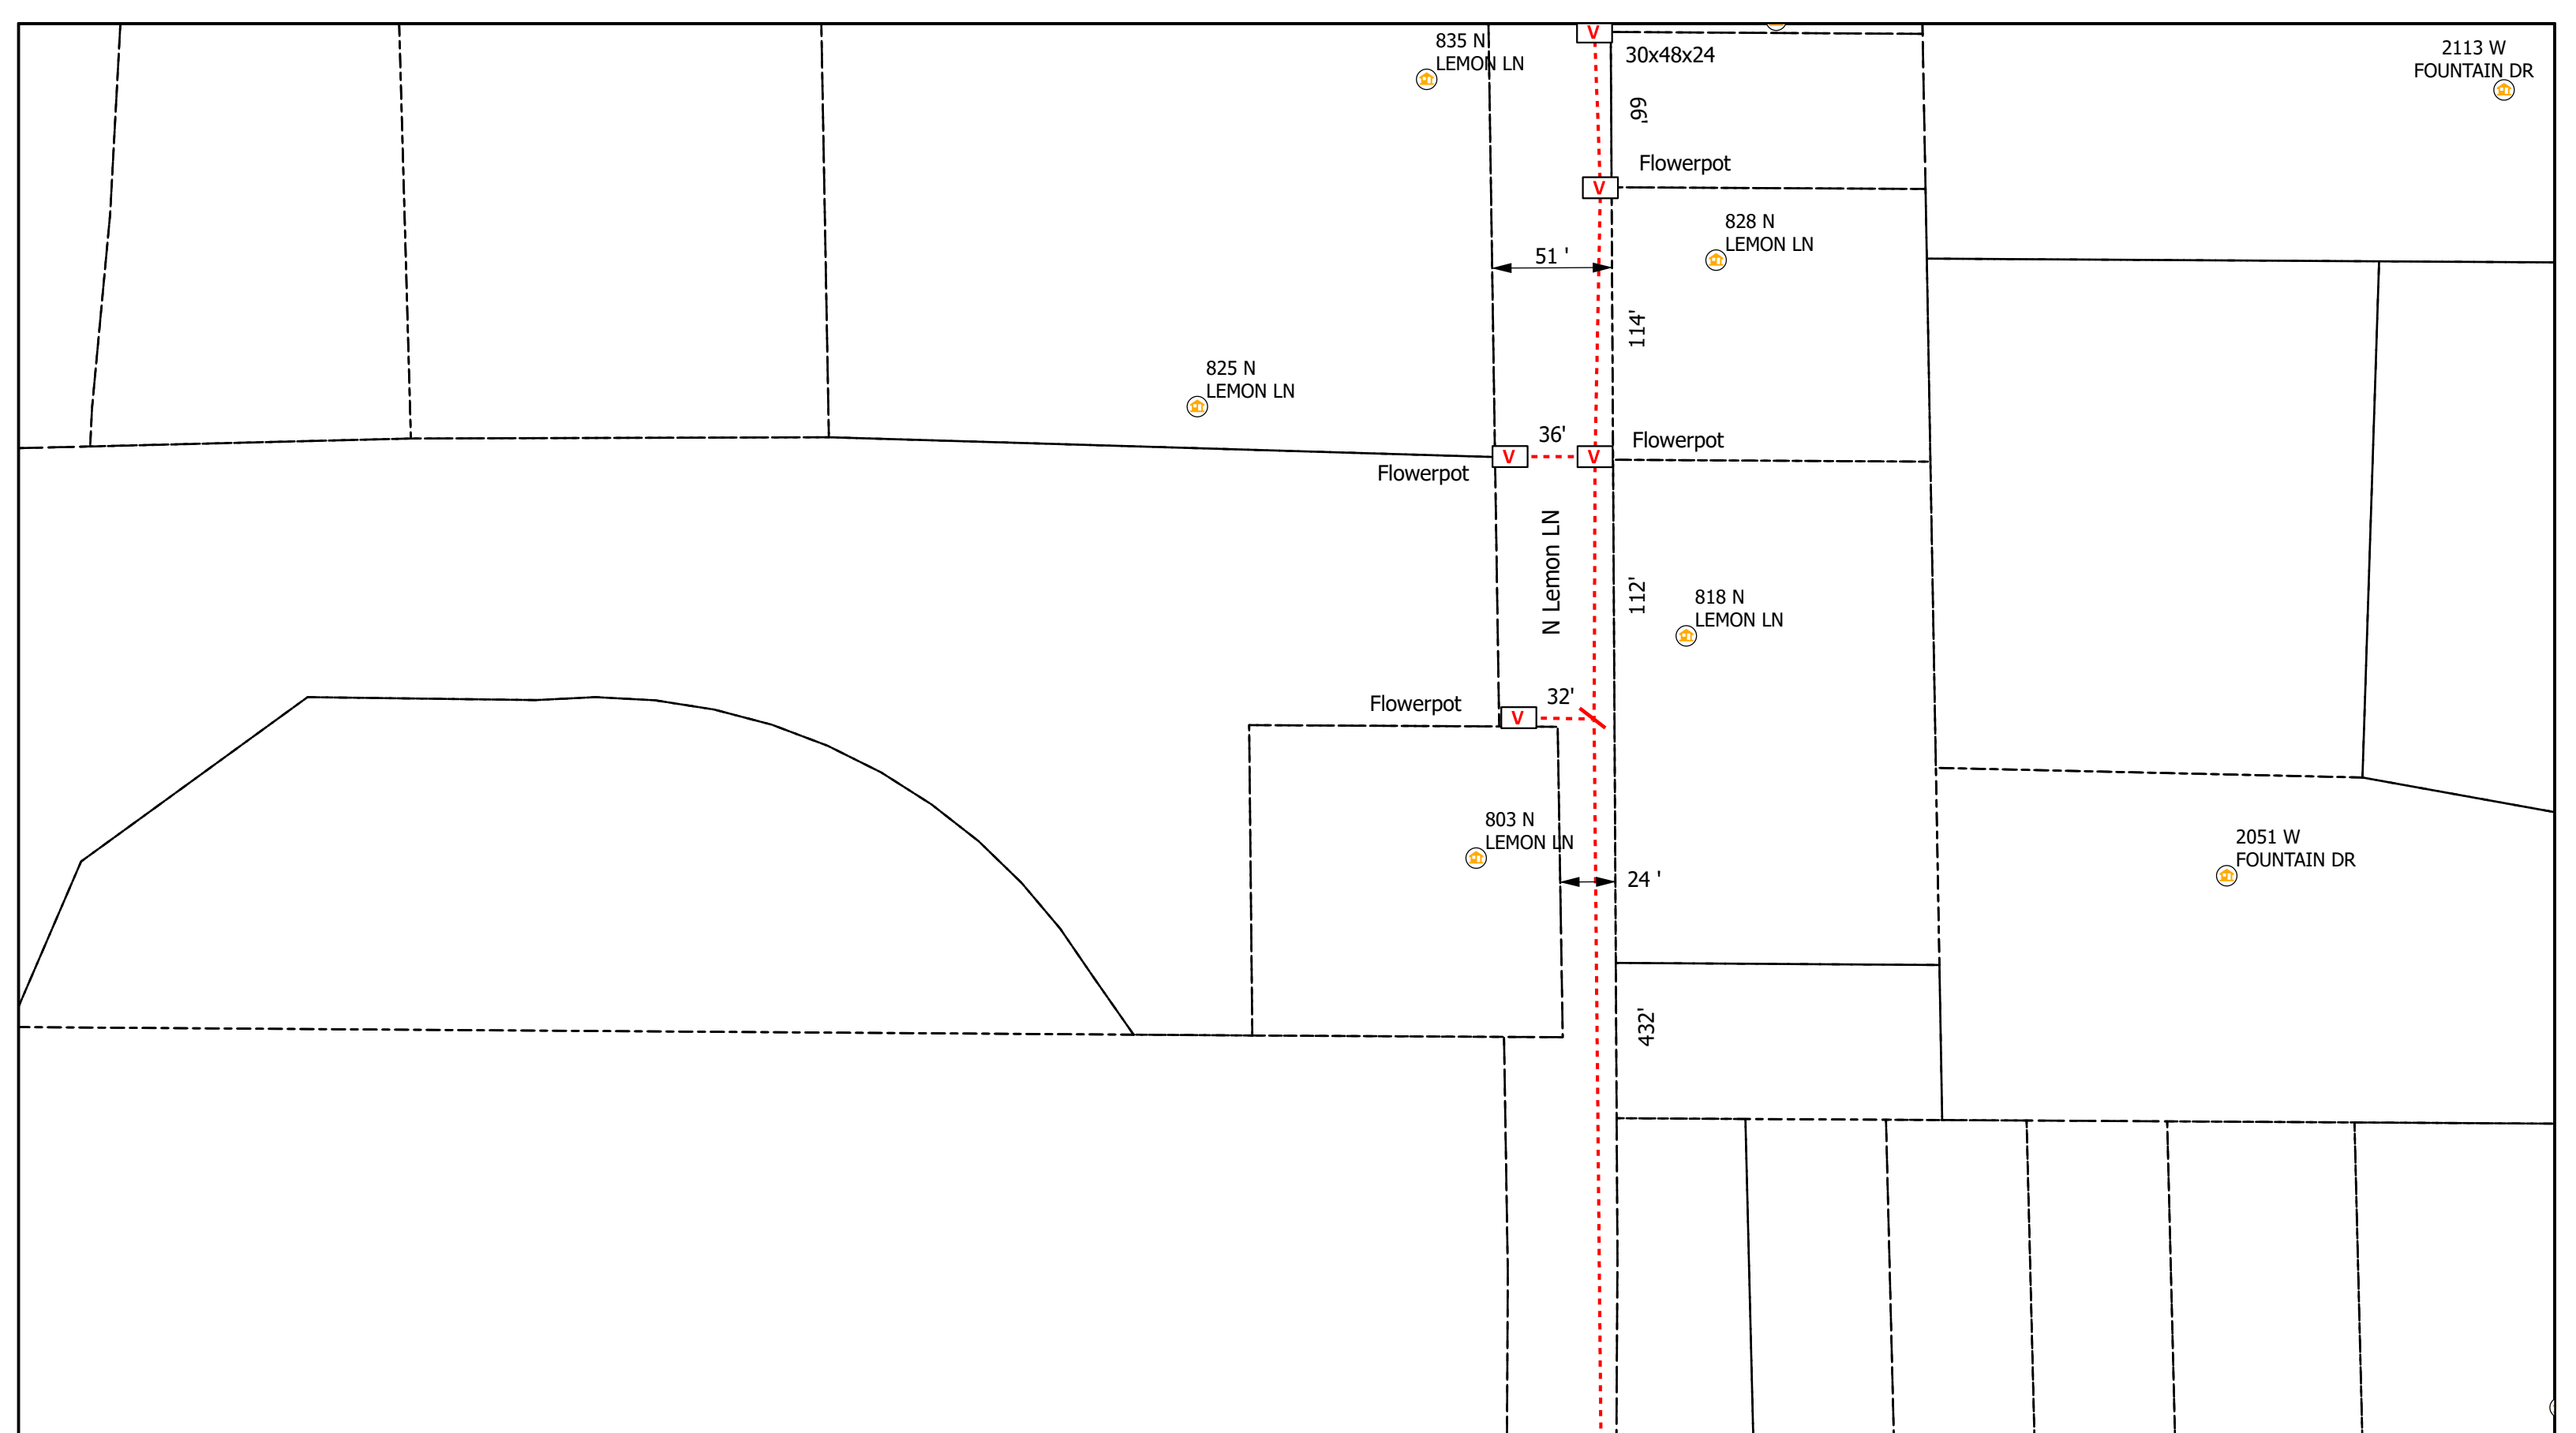 835 N
LEMON LN
V
30x48x24
2113 W
FOUNTAIN DR
66'
Flowerpot
V
828 N
LEMON LN
51 '
114'
825 N
LEMON LN
36'
Flowerpot
V
V
Flowerpot
N Lemon LN
112'
818 N
LEMON LN
32'
Flowerpot
V
803 N
LEMON LN
24 '
2051 W
FOUNTAIN DR
432'